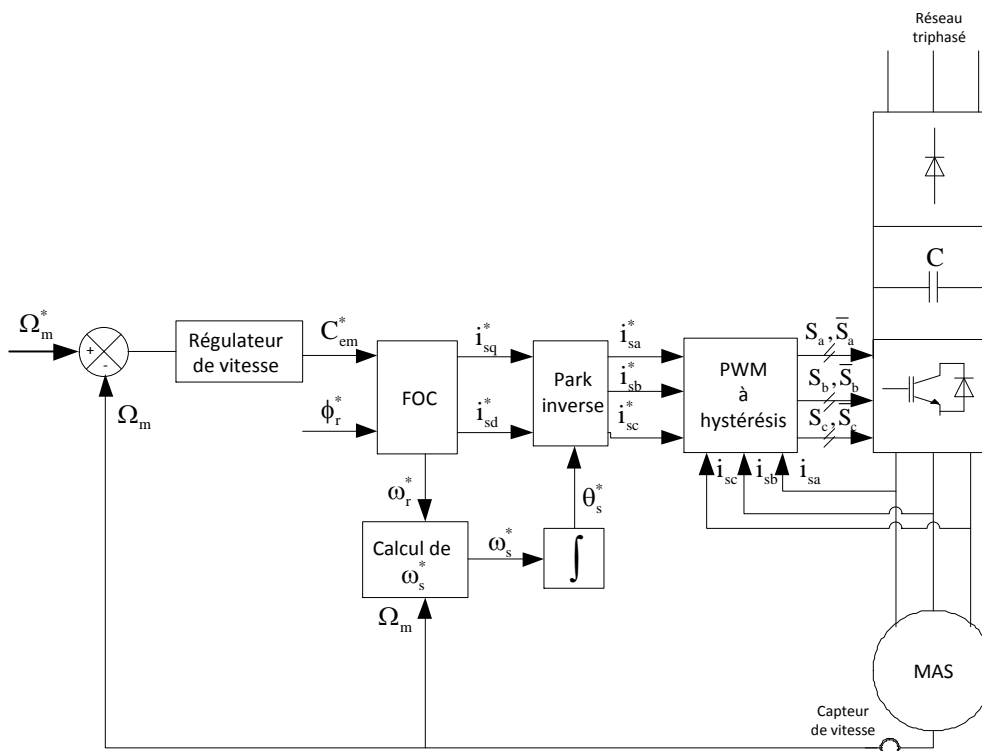 Réseau
triphasé
C
Ω*m
+
-
Régulateur
de vitesse
C*em
ϕ*r
FOC
i*sq
i*sd
Park
inverse
i*sa
i*sb
i*sc
PWM
à
hystérésis
Sa, S̅a
Sb, S̅b
Sc, S̅c
Ωm
isc
isb
isa
ω*r
θ*s
Calcul de
ω*s
ω*s
∫
Ωm
MAS
Capteur
de vitesse